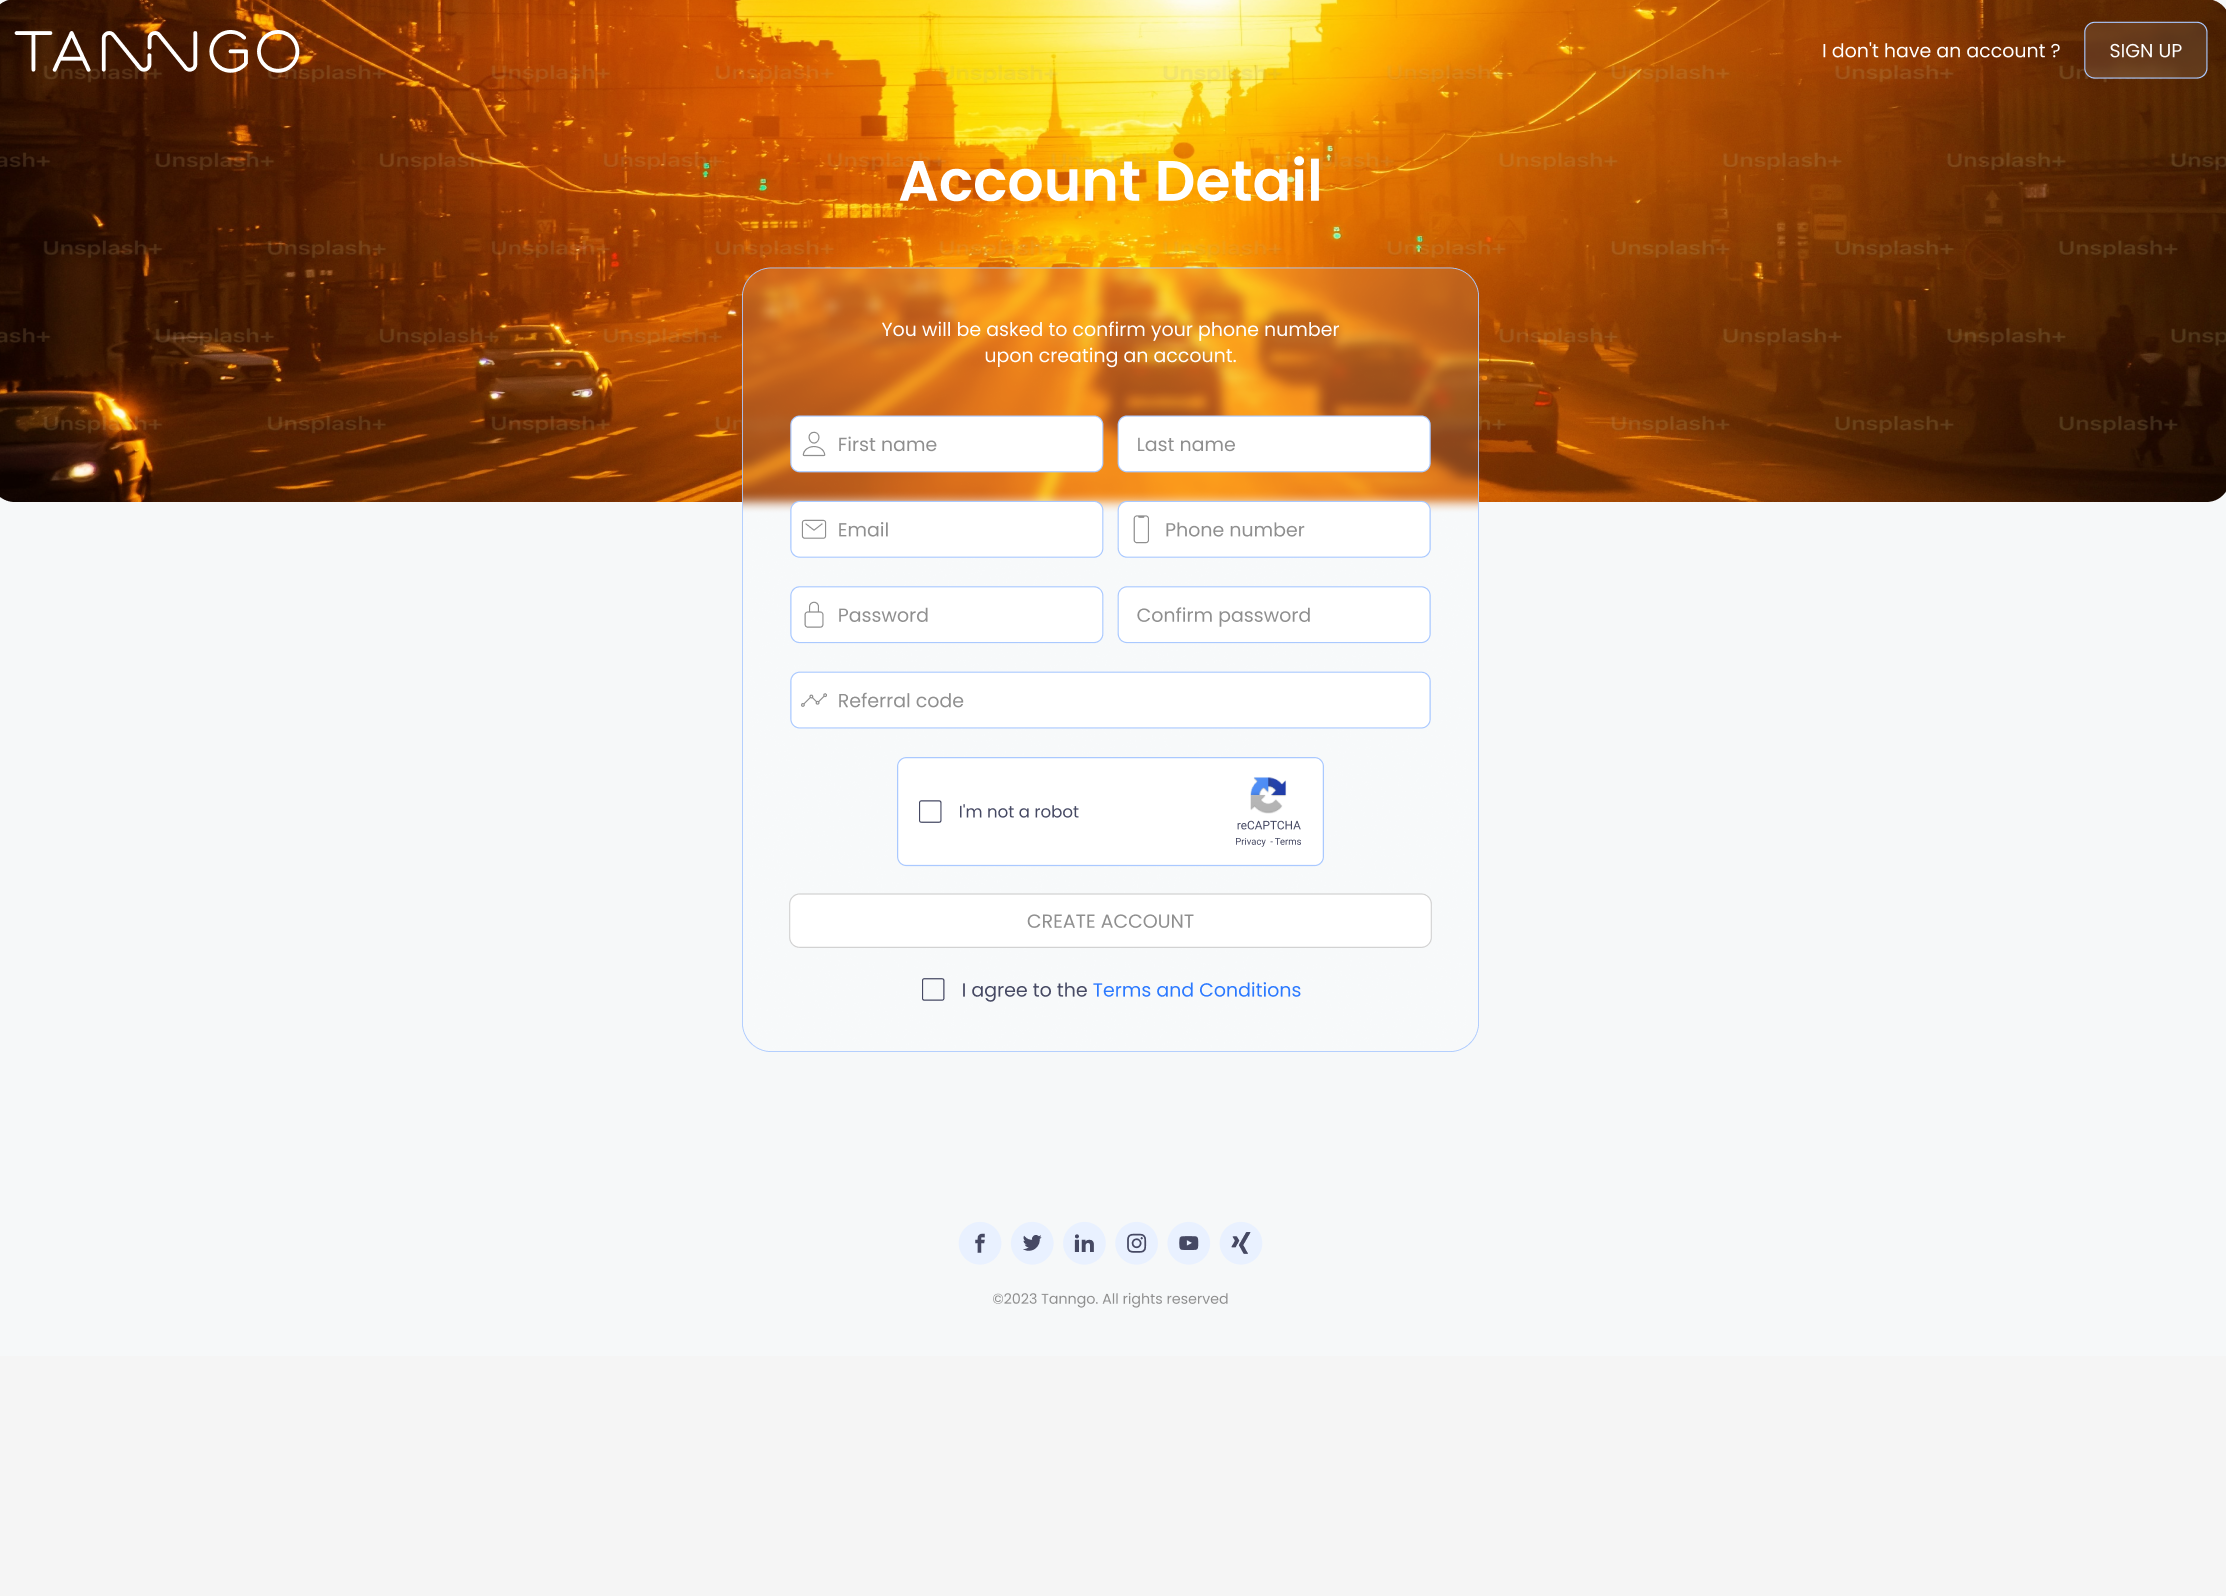 TANNGO
I don't have an account ?
SIGN UP
Account Detail
You will be asked to confirm your phone number
upon creating an account.
First name
Last name
Email
Phone number
Password
Confirm password
Referral code
I'm not a robot
reCAPTCHA
Privacy - Terms
CREATE ACCOUNT
I agree to the Terms and Conditions
©2023 Tanngo. All rights reserved
Unsplash+